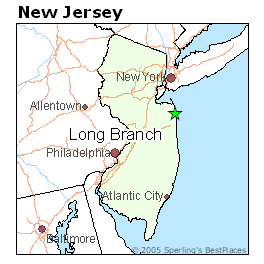 New Jersey
New York
Allentown
Long Branch
Philadelphia
Atlantic City
Baltimore
© 2005 Sperling's BestPlaces